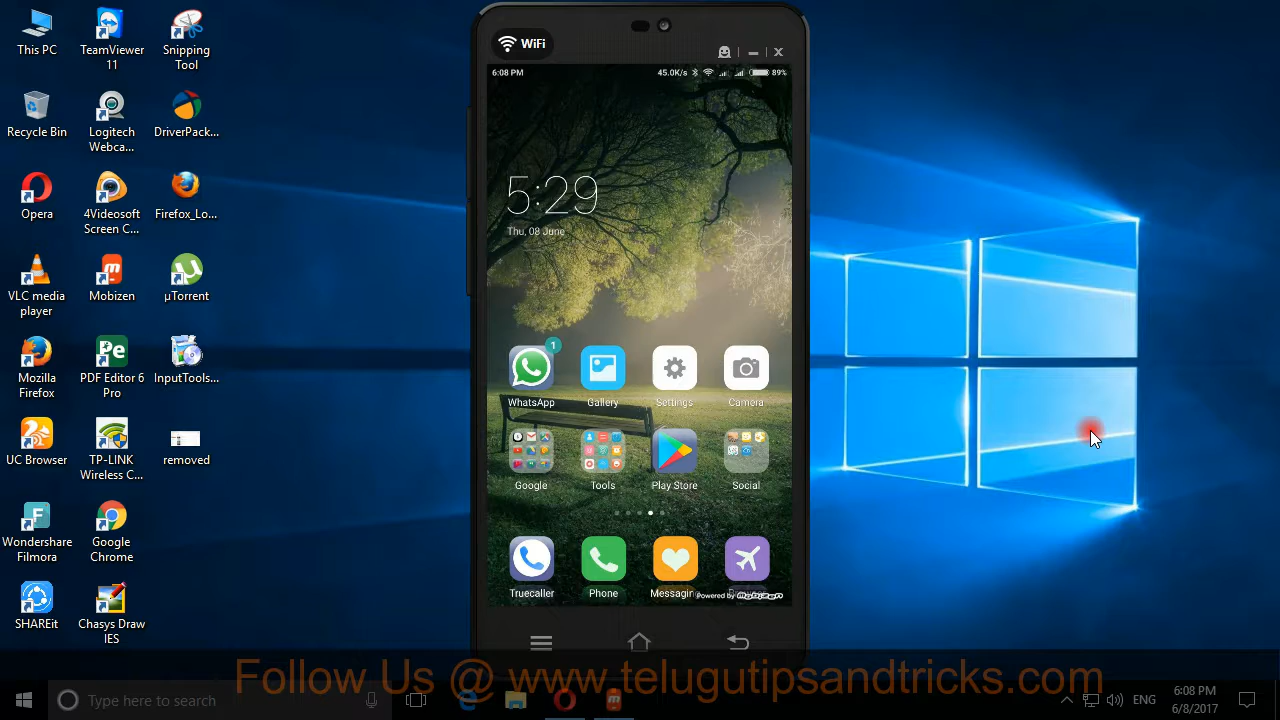 This PC
TeamViewer
11
Snipping
Tool
Recycle Bin
Logitech
Webca...
DriverPack...
Opera
4Videosoft
Screen C...
Firefox_Lo...
VLC media
player
Mobizen
µTorrent
Mozilla
Firefox
PDF Editor 6
Pro
InputTools...
UC Browser
TP-LINK
Wireless C...
removed
Wondershare
Filmora
Google
Chrome
SHAREit
Chasys Draw
IES
WiFi
6:08 PM
45.0K/s
89%
5:29
Thu, 08 June
1
WhatsApp
Gallery
Settings
Camera
Google
Tools
Play Store
Social
Truecaller
Phone
Messagin
Powered by mobizen
Follow Us @ www.telugutipsandtricks.com
Type here to search
ENG
6:08 PM
6/8/2017